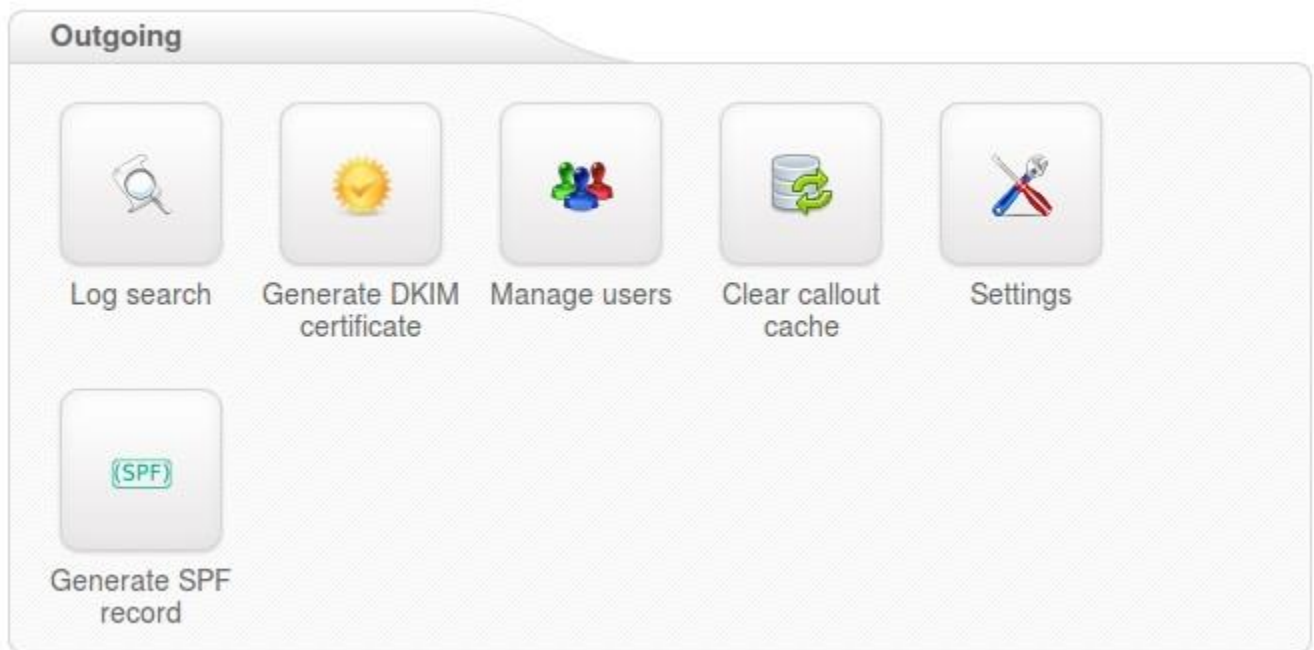 Outgoing
Log search
Generate DKIM
certificate
Manage users
Clear callout
cache
Settings
(SPF)
Generate SPF
record